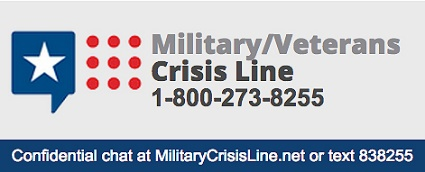 Military/Veterans
Crisis Line
1-800-273-8255
Confidential chat at MilitaryCrisisLine.net or text 838255